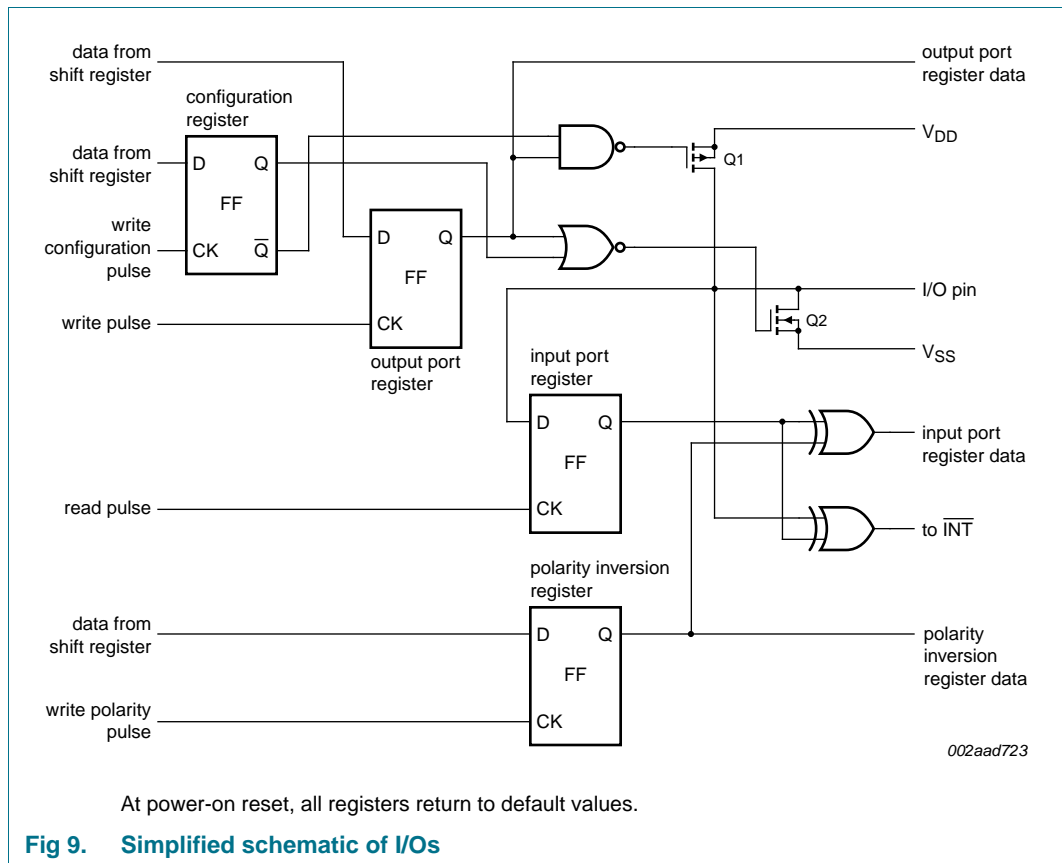 data from
shift register
output port
register data
configuration
register
V_DD
Q1
data from
shift register
D
Q
FF
write
configuration
pulse
CK
Q̅
D
Q
FF
CK
write pulse
output port
register
I/O pin
Q2
V_SS
input port
register
D
Q
FF
CK
input port
register data
read pulse
to I̅N̅T̅
polarity inversion
register
data from
shift register
D
Q
FF
CK
polarity
inversion
register data
write polarity
pulse
002aad723
At power-on reset, all registers return to default values.
Fig 9. Simplified schematic of I/Os